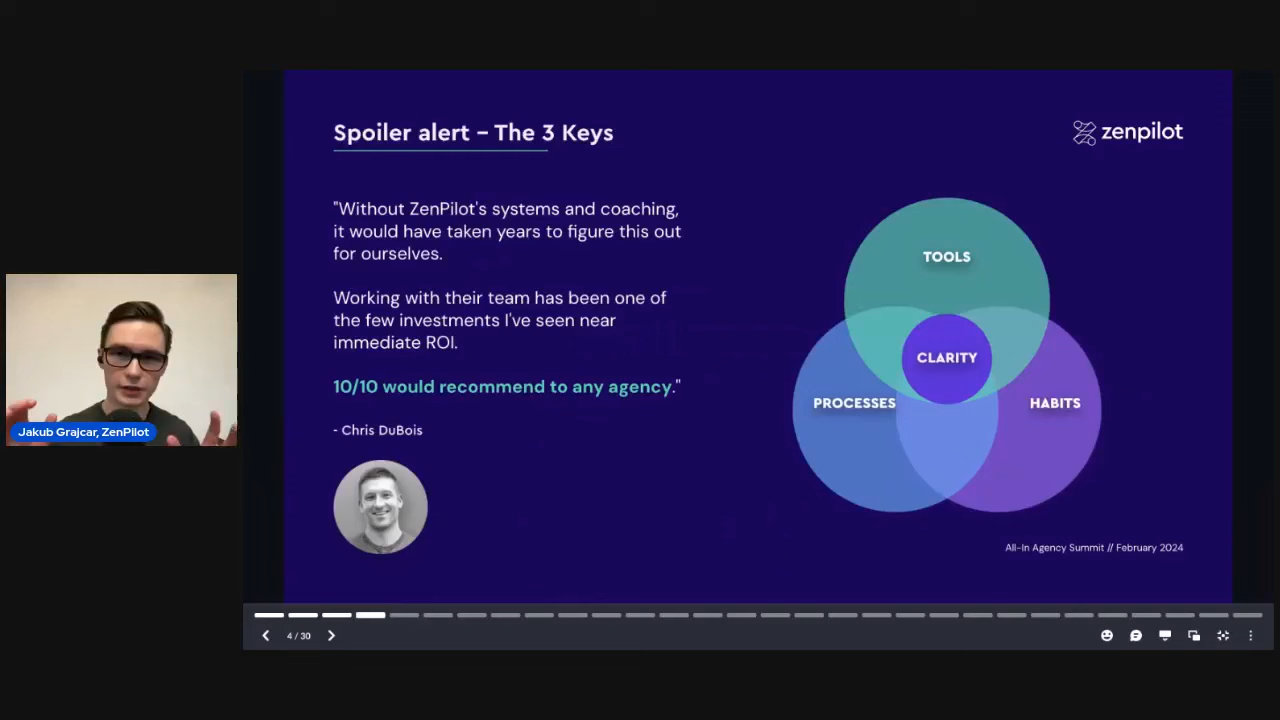 Spoiler alert – The 3 Keys
zenpilot
"Without ZenPilot's systems and coaching,
it would have taken years to figure this out
for ourselves.
Working with their team has been one of
the few investments I've seen near
immediate ROI.
10/10 would recommend to any agency."
- Chris DuBois
TOOLS
CLARITY
PROCESSES
HABITS
All-In Agency Summit // February 2024
Jakub Grajcar, ZenPilot
4 / 30